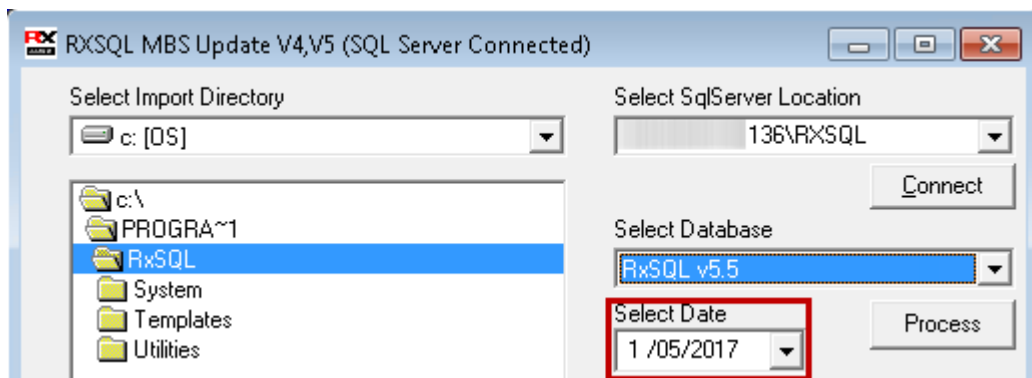 RX RXSQL MBS Update V4,V5 (SQL Server Connected)
Select Import Directory
c: [OS]
c:\
PROGRA~1
RxSQL
System
Templates
Utilities
Select SqlServer Location
136\RXSQL
Connect
Select Database
RxSQL v5.5
Select Date
1 /05/2017
Process